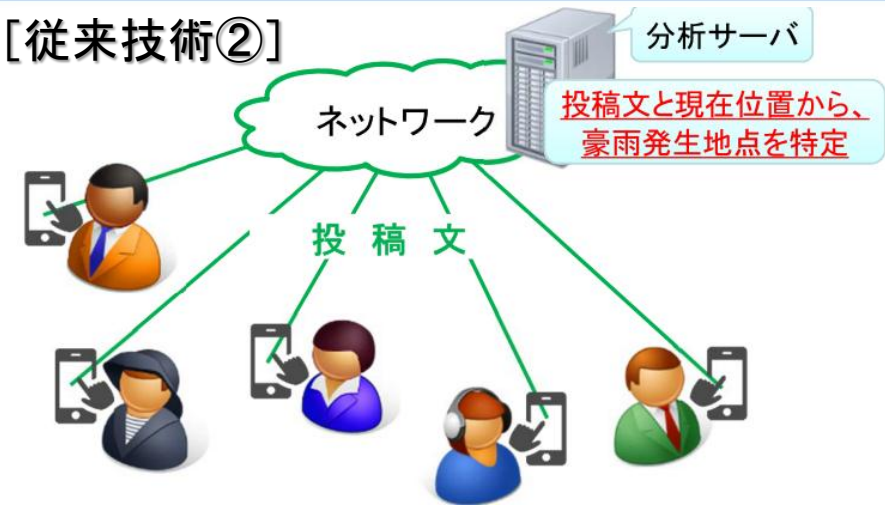 [従来技術②]
分析サーバ
ネットワーク
投稿文と現在位置から、
豪雨発生地点を特定
投 稿 文